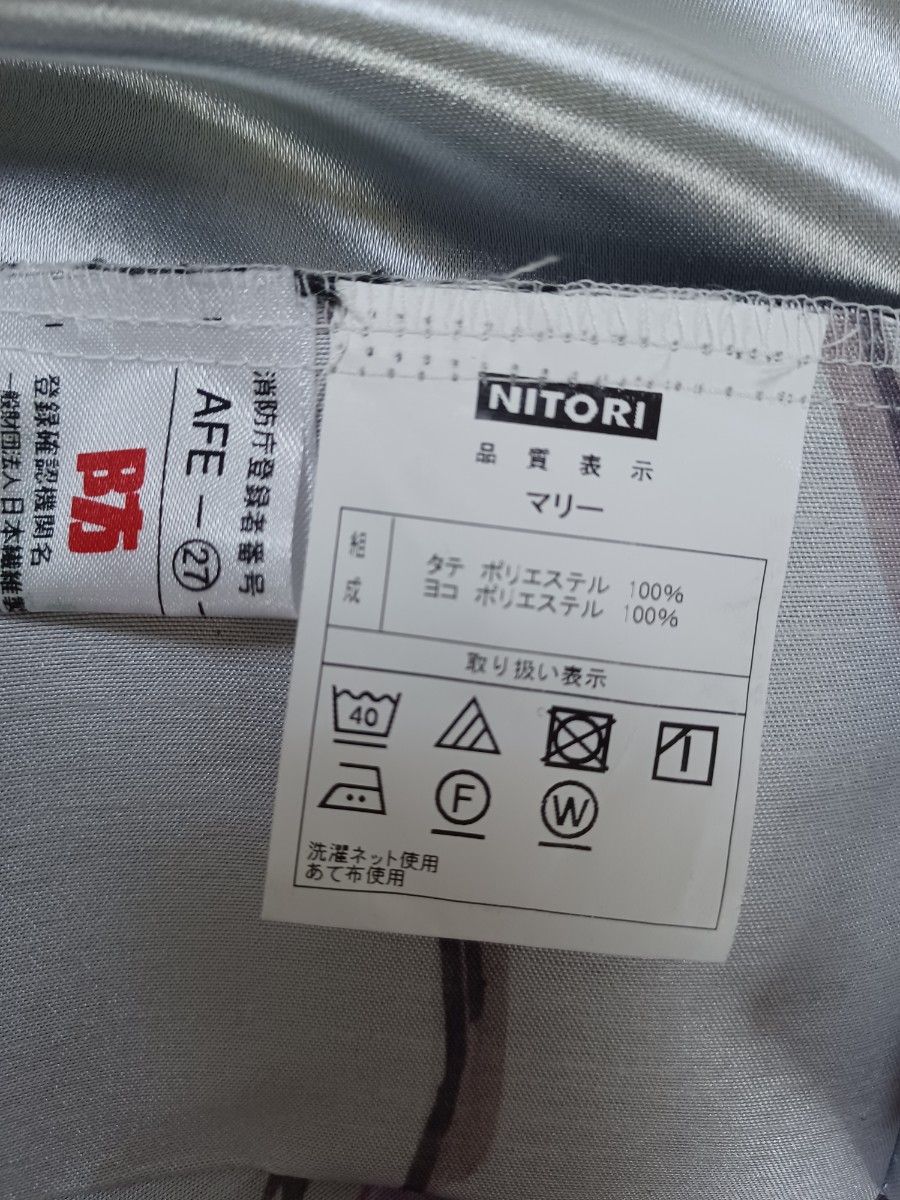 NITORI
品質表示
マリー
組成
タテ ポリエステル 100%
ヨコ ポリエステル 100%
取り扱い表示
40
F
W
洗濯ネット使用
あて布使用
消防庁登録者番号
AFE－㉗－
登録確認機関名
一般財団法人日本繊維製